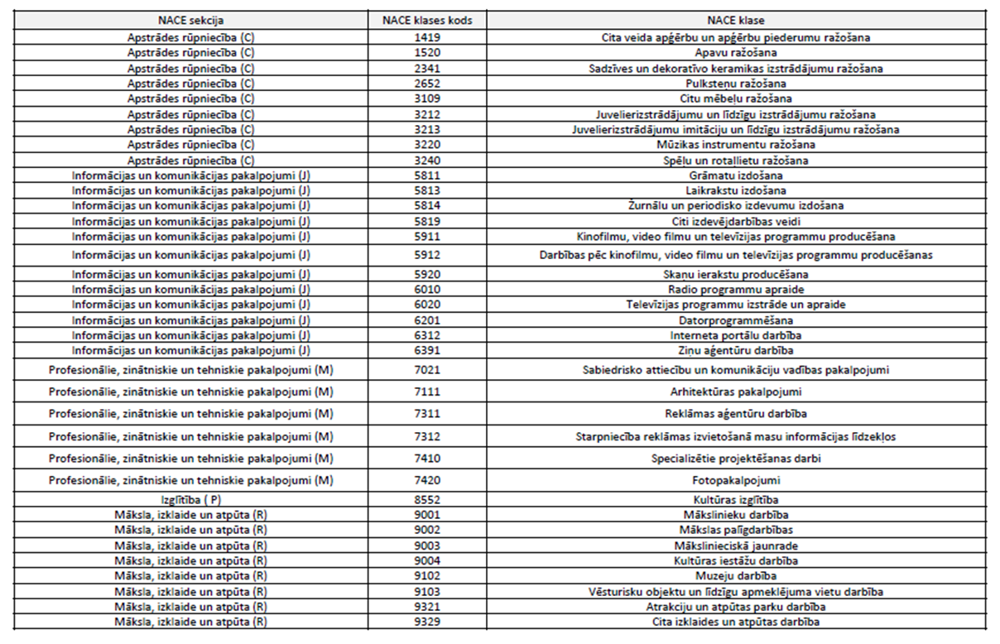 NACE sekcija NACE klases kods NACE klase
Apstrādes rūpniecība (C) 1419 Cita veida apģērbu un apģērbu piederumu ražošana
Apstrādes rūpniecība (C) 1520 Apavu ražošana
Apstrādes rūpniecība (C) 2341 Sadzīves un dekoratīvo keramikas izstrādājumu ražošana
Apstrādes rūpniecība (C) 2652 Pulksteņu ražošana
Apstrādes rūpniecība (C) 3109 Citu mēbeļu ražošana
Apstrādes rūpniecība (C) 3212 Juvelierizstrādājumu un līdzīgu izstrādājumu ražošana
Apstrādes rūpniecība (C) 3213 Juvelierizstrādājumu imitāciju un līdzīgu izstrādājumu ražošana
Apstrādes rūpniecība (C) 3220 Mūzikas instrumentu ražošana
Apstrādes rūpniecība (C) 3240 Spēļu un rotaļlietu ražošana
Informācijas un komunikācijas pakalpojumi (J) 5811 Grāmatu izdošana
Informācijas un komunikācijas pakalpojumi (J) 5813 Laikrakstu izdošana
Informācijas un komunikācijas pakalpojumi (J) 5814 Žurnālu un periodisko izdevumu izdošana
Informācijas un komunikācijas pakalpojumi (J) 5819 Citi izdevējdarbības veidi
Informācijas un komunikācijas pakalpojumi (J) 5911 Kinofilmu, video filmu un televīzijas programmu producēšana
Informācijas un komunikācijas pakalpojumi (J) 5912 Darbības pēc kinofilmu, video filmu un televīzijas programmu producēšanas
Informācijas un komunikācijas pakalpojumi (J) 5920 Skaņu ierakstu producēšana
Informācijas un komunikācijas pakalpojumi (J) 6010 Radio programmu apraide
Informācijas un komunikācijas pakalpojumi (J) 6020 Televīzijas programmu izstrāde un apraide
Informācijas un komunikācijas pakalpojumi (J) 6201 Datorprogrammēšana
Informācijas un komunikācijas pakalpojumi (J) 6312 Interneta portālu darbība
Informācijas un komunikācijas pakalpojumi (J) 6391 Ziņu aģentūru darbība
Profesionālie, zinātniskie un tehniskie pakalpojumi (M) 7021 Sabiedrisko attiecību un komunikāciju vadības pakalpojumi
Profesionālie, zinātniskie un tehniskie pakalpojumi (M) 7111 Arhitektūras pakalpojumi
Profesionālie, zinātniskie un tehniskie pakalpojumi (M) 7311 Reklāmas aģentūru darbība
Profesionālie, zinātniskie un tehniskie pakalpojumi (M) 7312 Starpniecība reklāmas izvietošanā masu informācijas līdzekļos
Profesionālie, zinātniskie un tehniskie pakalpojumi (M) 7410 Specializētie projektēšanas darbi
Profesionālie, zinātniskie un tehniskie pakalpojumi (M) 7420 Fotopakalpojumi
Izglītība ( P) 8552 Kultūras izglītība
Māksla, izklaide un atpūta (R) 9001 Mākslinieku darbība
Māksla, izklaide un atpūta (R) 9002 Mākslas palīgdarbības
Māksla, izklaide un atpūta (R) 9003 Mākslinieciskā jaunrade
Māksla, izklaide un atpūta (R) 9004 Kultūras iestāžu darbība
Māksla, izklaide un atpūta (R) 9102 Muzeju darbība
Māksla, izklaide un atpūta (R) 9103 Vēsturisku objektu un līdzīgu apmeklējuma vietu darbība
Māksla, izklaide un atpūta (R) 9321 Atrakciju un atpūtas parku darbība
Māksla, izklaide un atpūta (R) 9329 Cita izklaides un atpūtas darbība